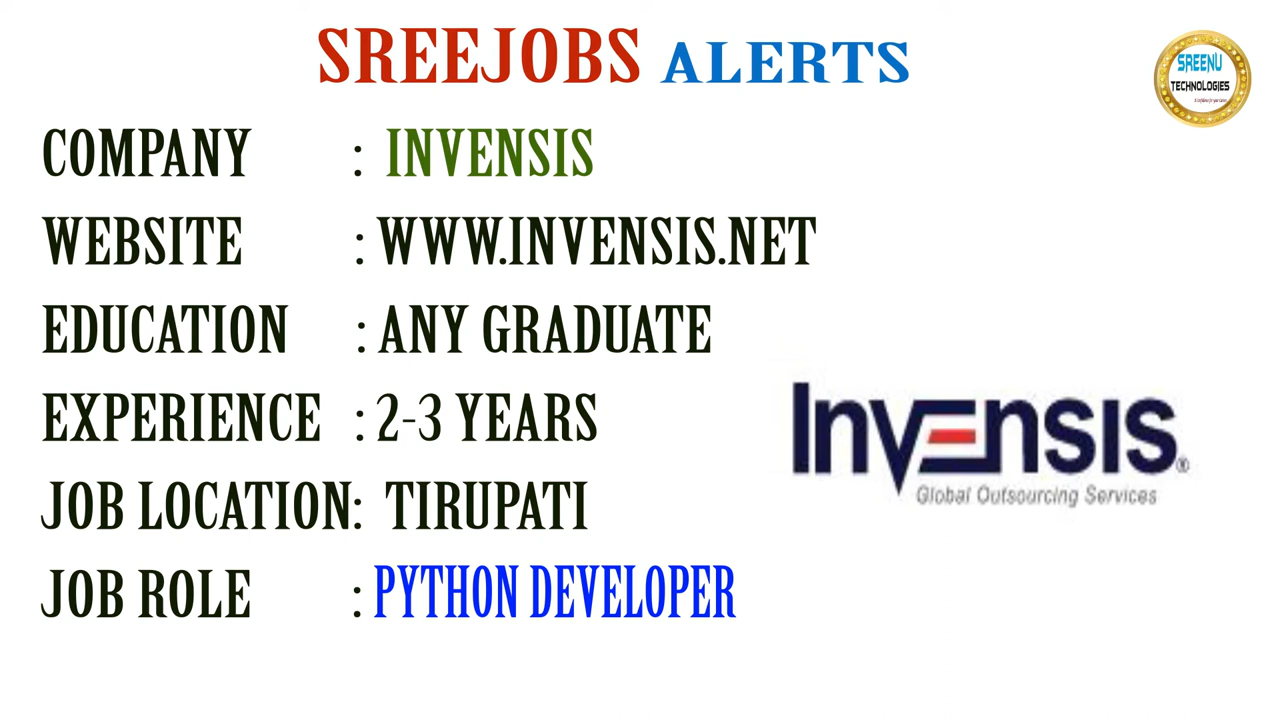 SREEJOBS ALERTS
SREENU
TECHNOLOGIES
COMPANY : INVENSIS
WEBSITE : WWW.INVENSIS.NET
EDUCATION : ANY GRADUATE
EXPERIENCE : 2-3 YEARS
Invensis®
Global Outsourcing Services
JOB LOCATION: TIRUPATI
JOB ROLE : PYTHON DEVELOPER